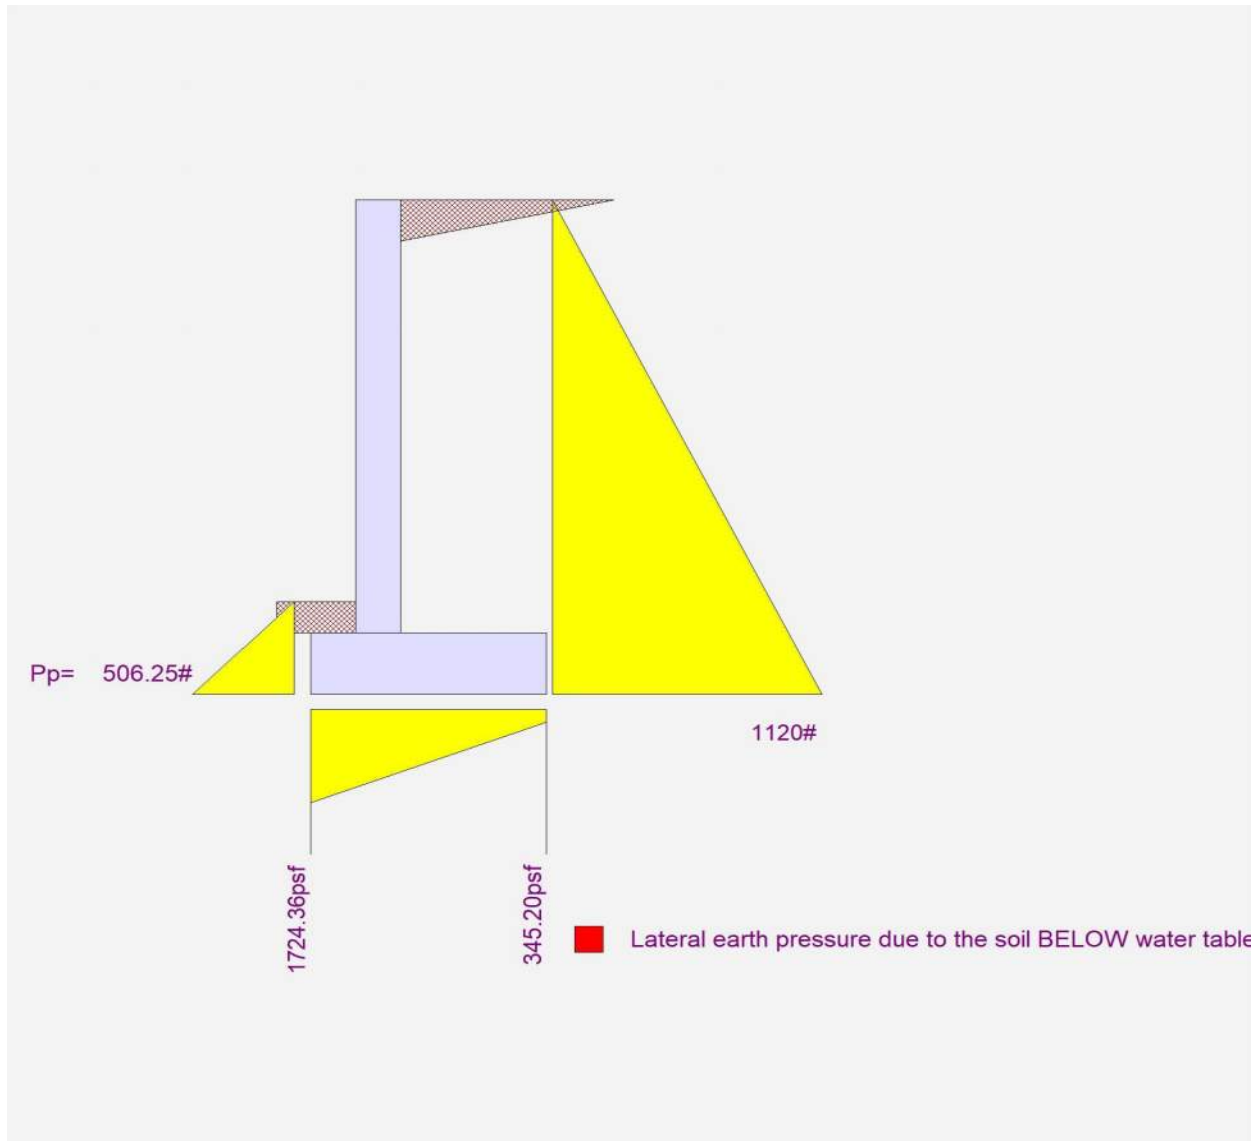 Pp= 506.25#
1120#
1724.36psf
345.20psf
Lateral earth pressure due to the soil BELOW water table